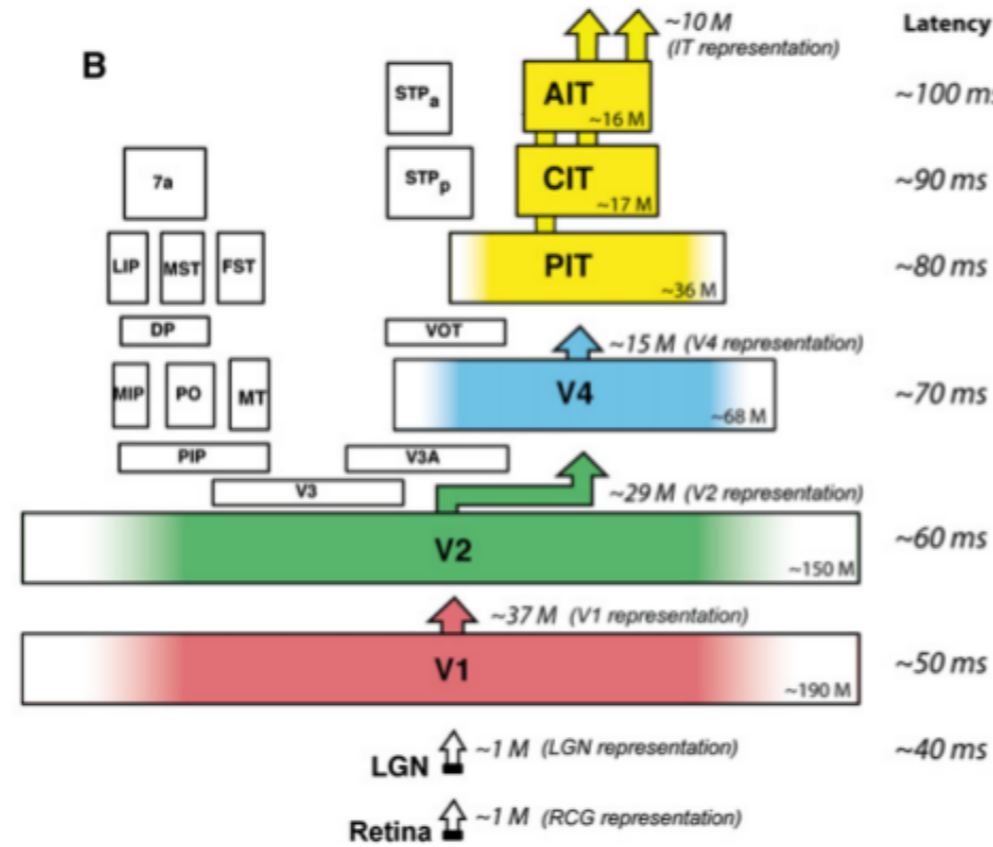 B
Latency
~10 M
(IT representation)
STPa
AIT
~16 M
~100 ms
7a
STPp
CIT
~17 M
~90 ms
LIP
MST
FST
PIT
~36 M
~80 ms
DP
VOT
~15 M (V4 representation)
MIP
PO
MT
V4
~68 M
~70 ms
PIP
V3A
V3
~29 M (V2 representation)
V2
~150 M
~60 ms
~37 M (V1 representation)
V1
~190 M
~50 ms
LGN
~1 M (LGN representation)
~40 ms
Retina
~1 M (RCG representation)